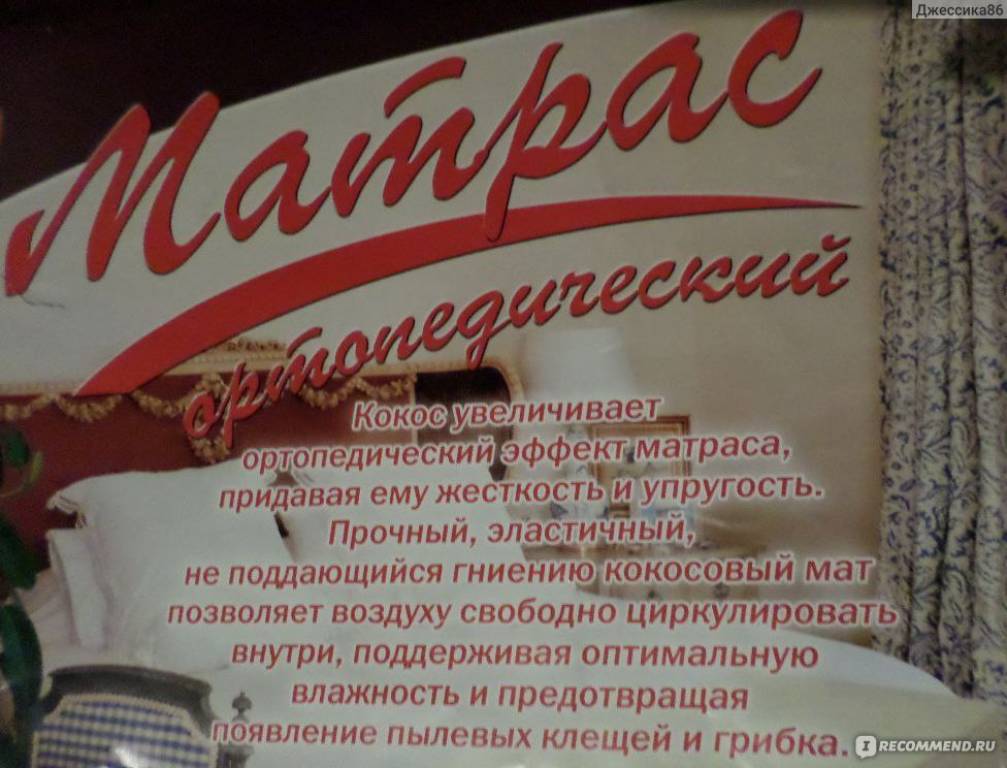 Джессика86
Матрас
ортопедический
Кокос увеличивает
ортопедический эффект матраса,
придавая ему жесткость и упругость.
Прочный, эластичный,
не поддающийся гниению кокосовый мат
позволяет воздуху свободно циркулировать
внутри, поддерживая оптимальную
влажность и предотвращая
появление пылевых клещей и грибка.
IRECOMMEND.RU